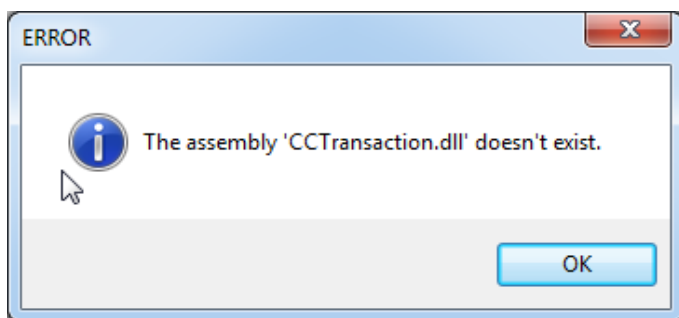 ERROR
The assembly 'CCTransaction.dll' doesn't exist.
OK